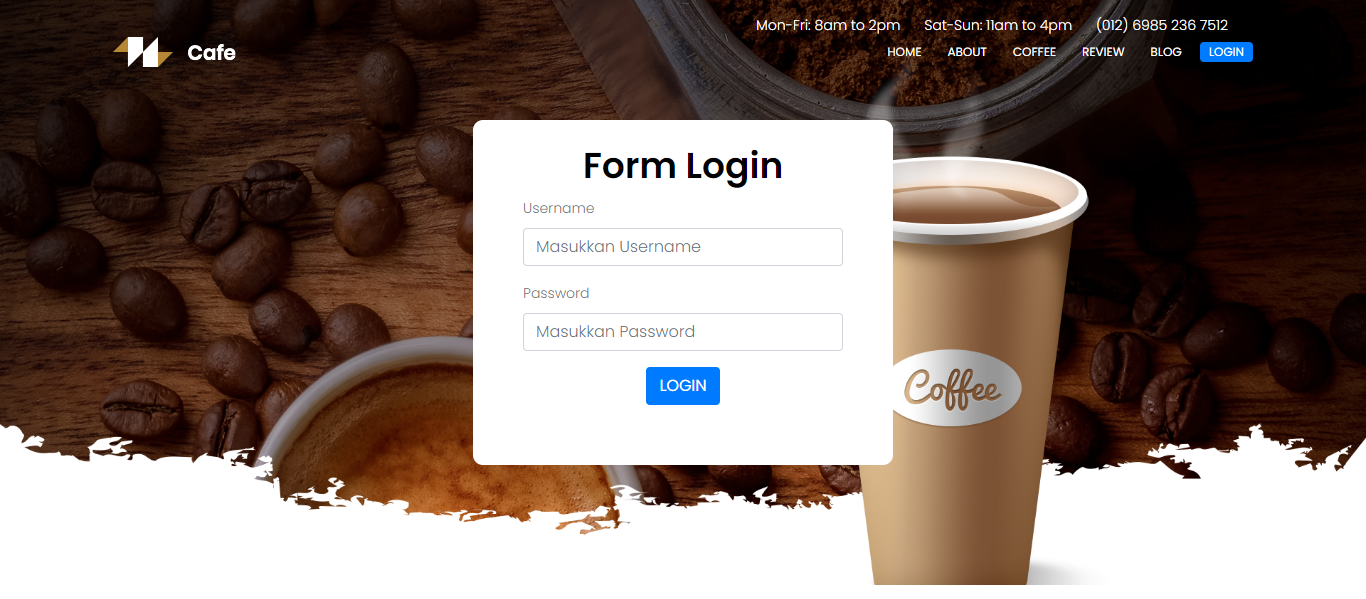 Mon-Fri: 8am to 2pm Sat-Sun: 11am to 4pm (012) 6985 236 7512
Cafe
HOME ABOUT COFFEE REVIEW BLOG LOGIN
Form Login
Username
Masukkan Username
Password
Masukkan Password
LOGIN
Coffee